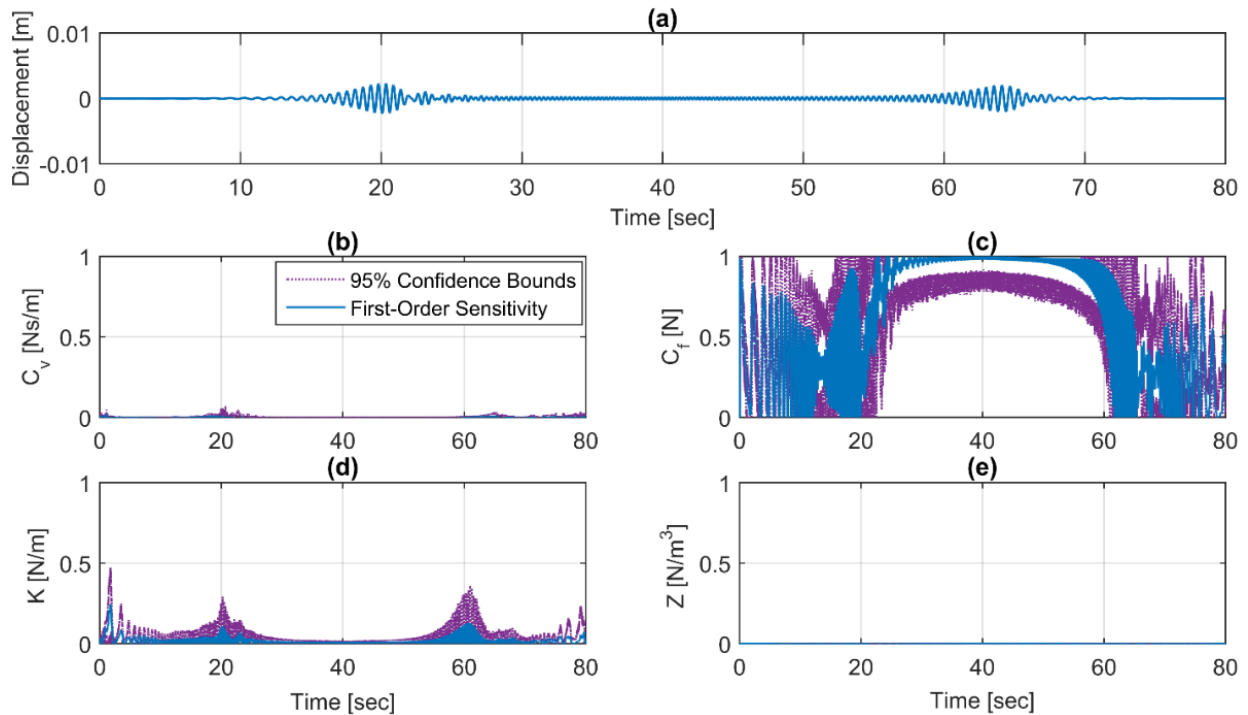 (a)
Displacement [m]
0.01
0
-0.01
0 10 20 30 40 50 60 70 80
Time [sec]
(b)
C_v [Ns/m]
1
0.5
0
95% Confidence Bounds
First-Order Sensitivity
0 20 40 60 80
(c)
C_f [N]
1
0.5
0
0 20 40 60 80
(d)
K [N/m]
1
0.5
0
0 20 40 60 80
Time [sec]
(e)
Z [N/m³]
1
0.5
0
0 20 40 60 80
Time [sec]